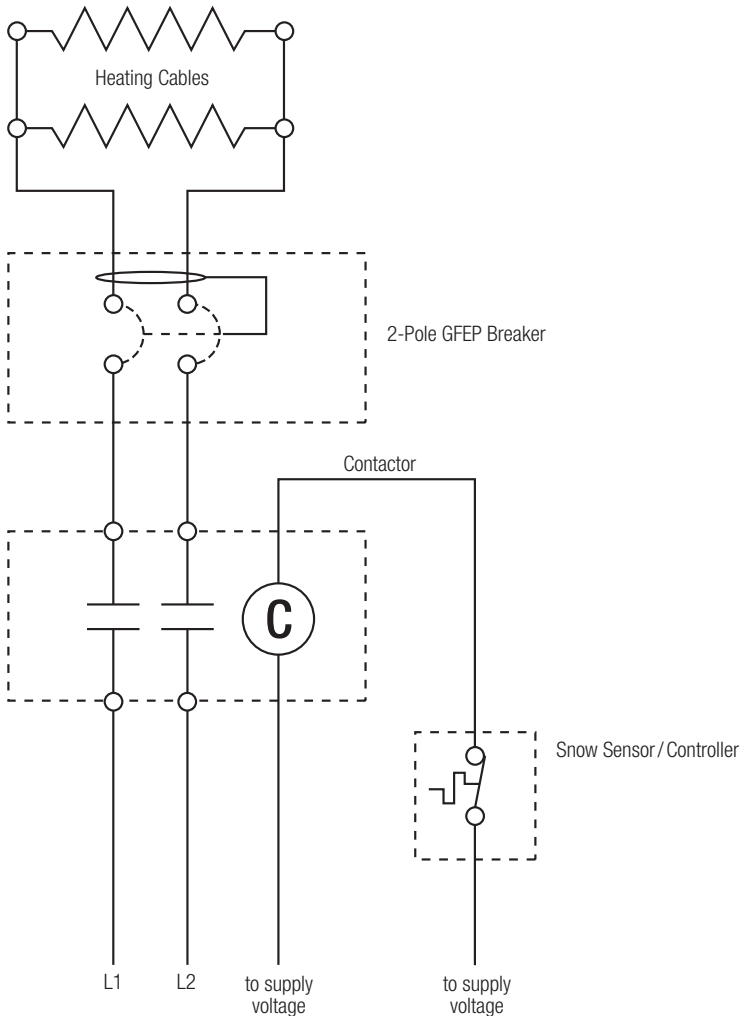 Heating Cables
2-Pole GFEP Breaker
Contactor
C
Snow Sensor / Controller
L1
L2
to supply
voltage
to supply
voltage